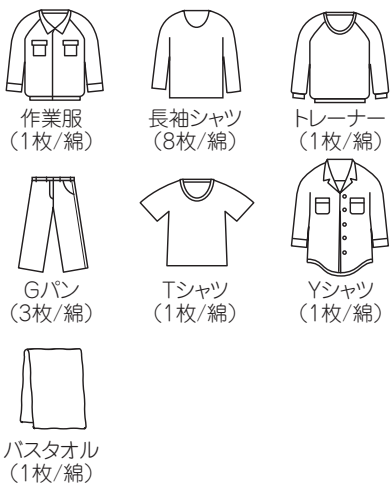 作業服
（1枚/綿）
長袖シャツ
（8枚/綿）
トレーナー
（1枚/綿）
Gパン
（3枚/綿）
Tシャツ
（1枚/綿）
Yシャツ
（1枚/綿）
バスタオル
（1枚/綿）